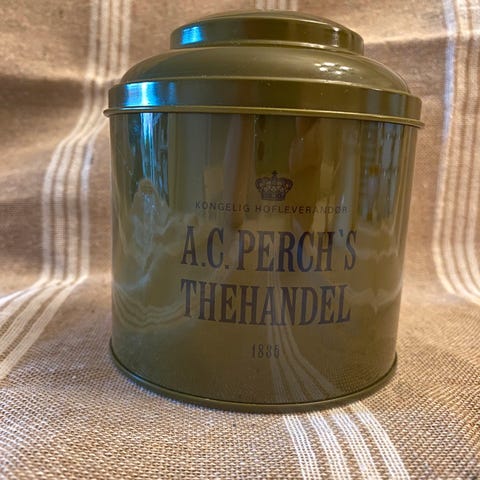 KONGELIG HOFLEVERANDØR
A.C. PERCH'S
THEHANDEL
1835